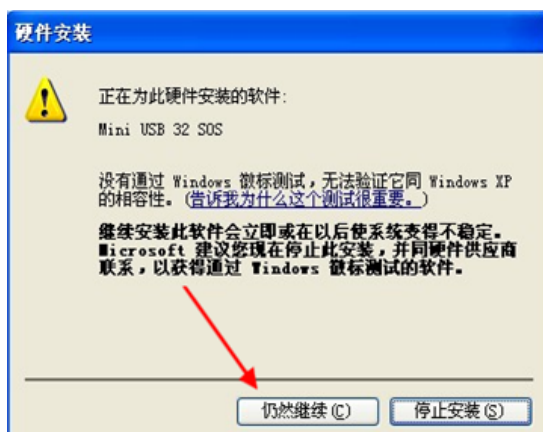 硬件安装
正在为此硬件安装的软件:
Mini USB 32 SOS
没有通过 Windows 徽标测试，无法验证它同 Windows XP
的相容性。(告诉我为什么这个测试很重要。)
继续安装此软件会立即或在以后使系统变得不稳定。
Microsoft 建议您现在停止此安装，并同硬件供应商
联系，以获得通过 Windows 徽标测试的软件。
仍然继续(C)
停止安装(S)